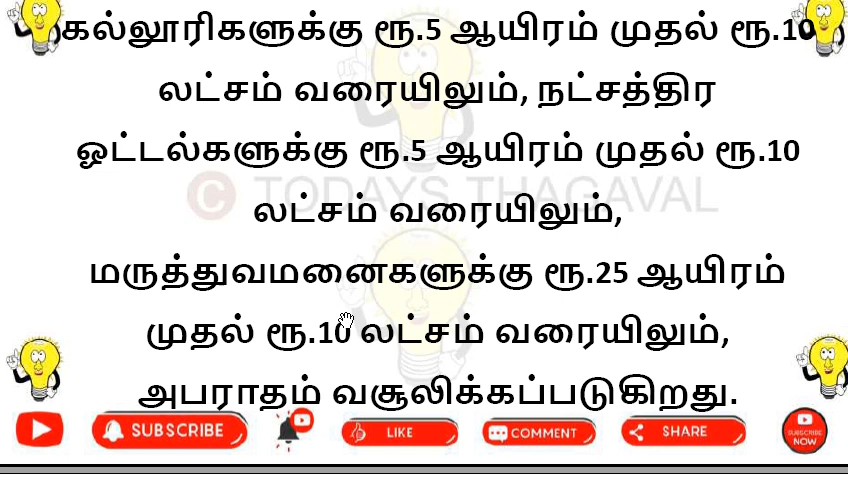 கல்லூரிகளுக்கு ரூ.5 ஆயிரம் முதல் ரூ.10
லட்சம் வரையிலும், நட்சத்திர
ஓட்டல்களுக்கு ரூ.5 ஆயிரம் முதல் ரூ.10
© TODAYS THAGAVAL
லட்சம் வரையிலும்,
மருத்துவமனைகளுக்கு ரூ.25 ஆயிரம்
முதல் ரூ.10 லட்சம் வரையிலும்,
அபராதம் வசூலிக்கப்படுகிறது.
SUBSCRIBE LIKE COMMENT SHARE SUBSCRIBE NOW